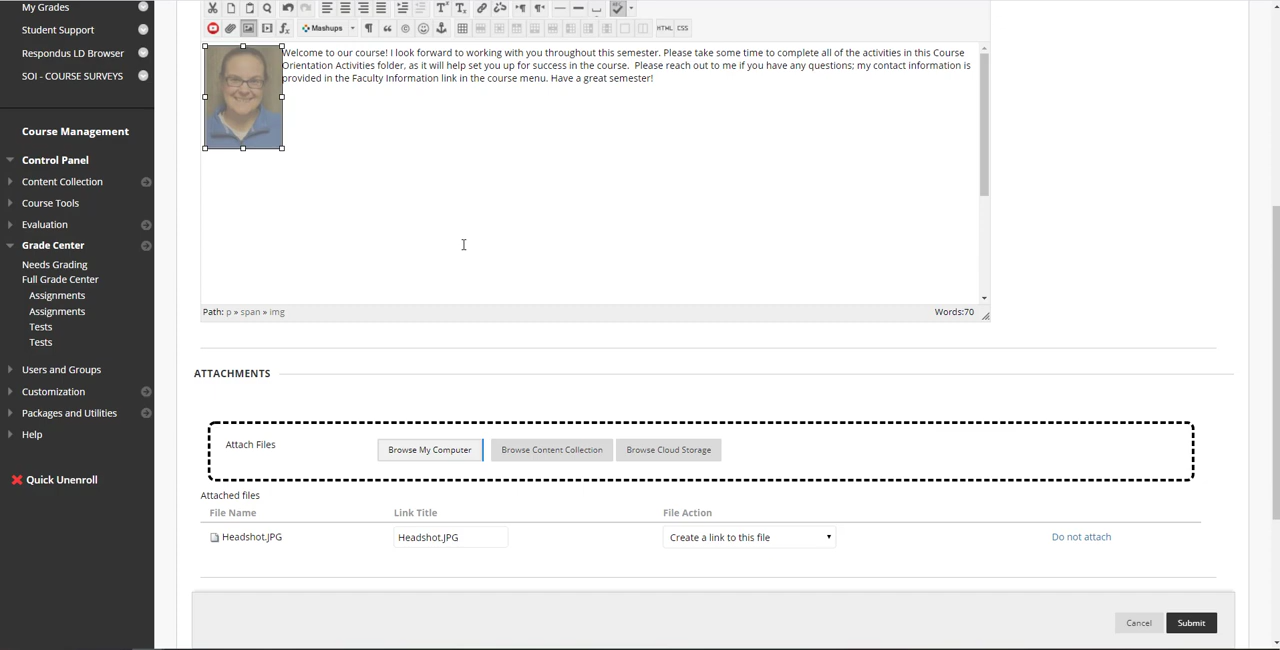 My Grades
Student Support
Respondus LD Browser
SOI - COURSE SURVEYS
Course Management
Control Panel
Content Collection
Course Tools
Evaluation
Grade Center
Needs Grading
Full Grade Center
Assignments
Assignments
Tests
Tests
Users and Groups
Customization
Packages and Utilities
Help
Quick Unenroll
Mashups
HTML CSS
Welcome to our course! I look forward to working with you throughout this semester. Please take some time to complete all of the activities in this Course
Orientation Activities folder, as it will help set you up for success in the course. Please reach out to me if you have any questions; my contact information is
provided in the Faculty Information link in the course menu. Have a great semester!
Path: p » span » img
Words:70
ATTACHMENTS
Attach Files
Browse My Computer
Browse Content Collection
Browse Cloud Storage
Attached files
File Name
Link Title
File Action
Headshot.JPG
Headshot.JPG
Create a link to this file
Do not attach
Cancel
Submit